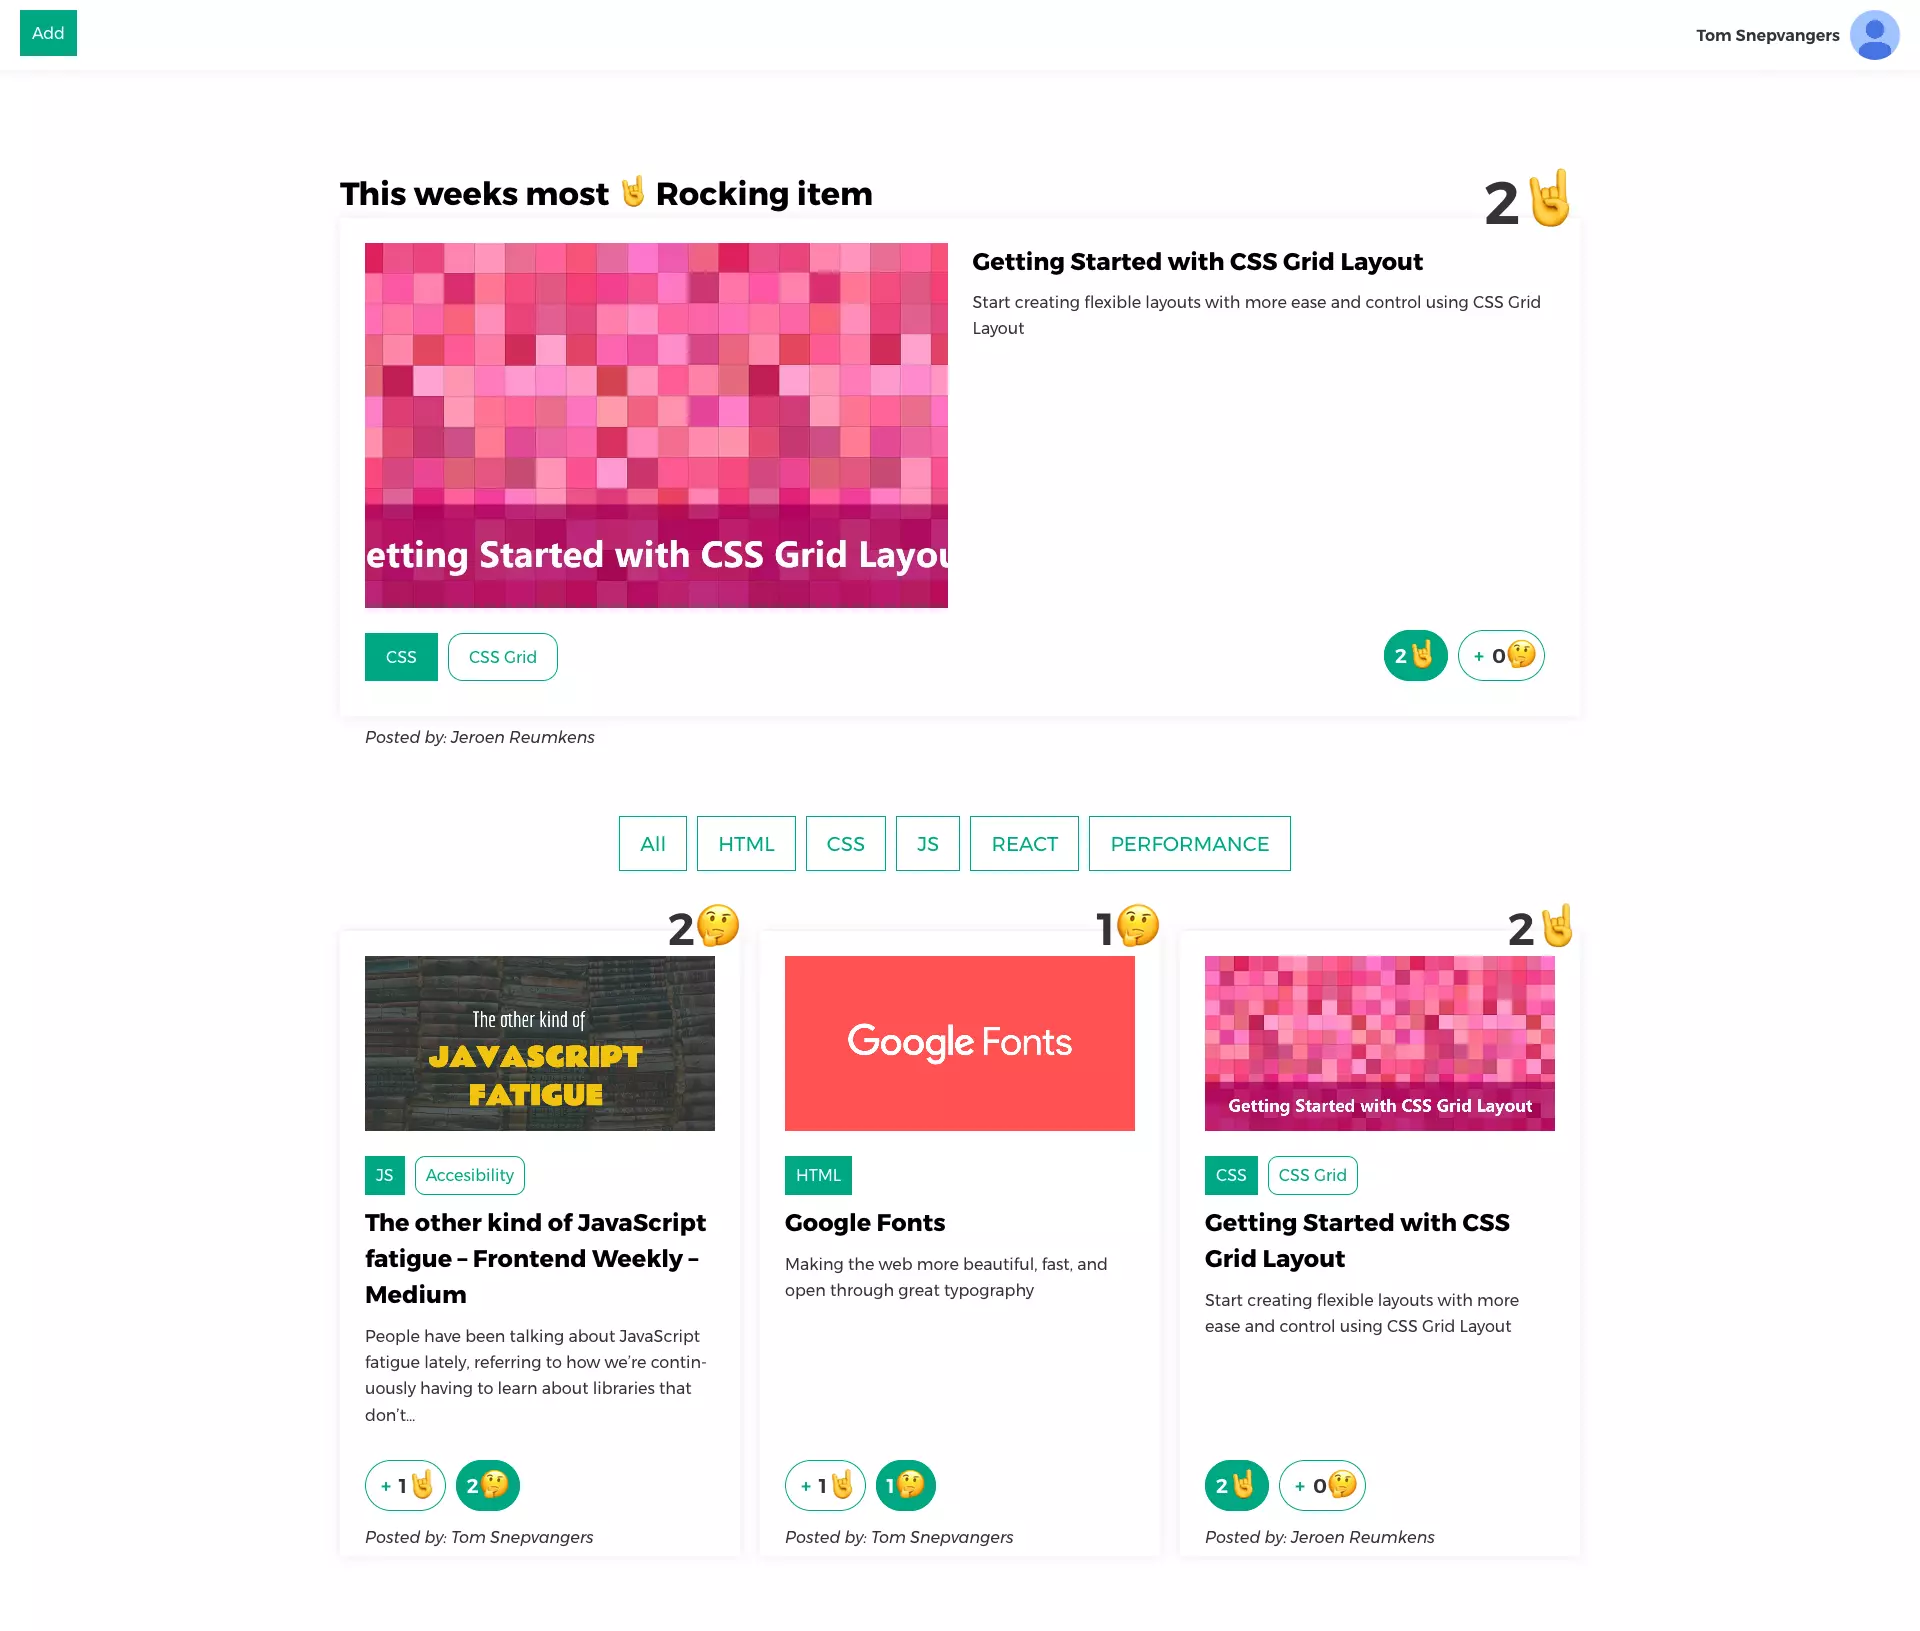 Add
Tom Snepvangers
This weeks most 🤘 Rocking item
2🤘
etting Started with CSS Grid Layou
Getting Started with CSS Grid Layout
Start creating flexible layouts with more ease and control using CSS Grid
Layout
CSS
CSS Grid
2🤘
+ 0🤔
Posted by: Jeroen Reumkens
All
HTML
CSS
JS
REACT
PERFORMANCE
2🤔
The other kind of
JAVASCRIPT
FATIGUE
JS
Accesibility
The other kind of JavaScript
fatigue – Frontend Weekly –
Medium
People have been talking about JavaScript
fatigue lately, referring to how we’re contin-
uously having to learn about libraries that
don’t…
+ 1🤘
2🤔
Posted by: Tom Snepvangers
1🤔
Google Fonts
HTML
Google Fonts
Making the web more beautiful, fast, and
open through great typography
+ 1🤘
1🤔
Posted by: Tom Snepvangers
2🤘
Getting Started with CSS Grid Layout
CSS
CSS Grid
Getting Started with CSS
Grid Layout
Start creating flexible layouts with more
ease and control using CSS Grid Layout
2🤘
+ 0🤔
Posted by: Jeroen Reumkens